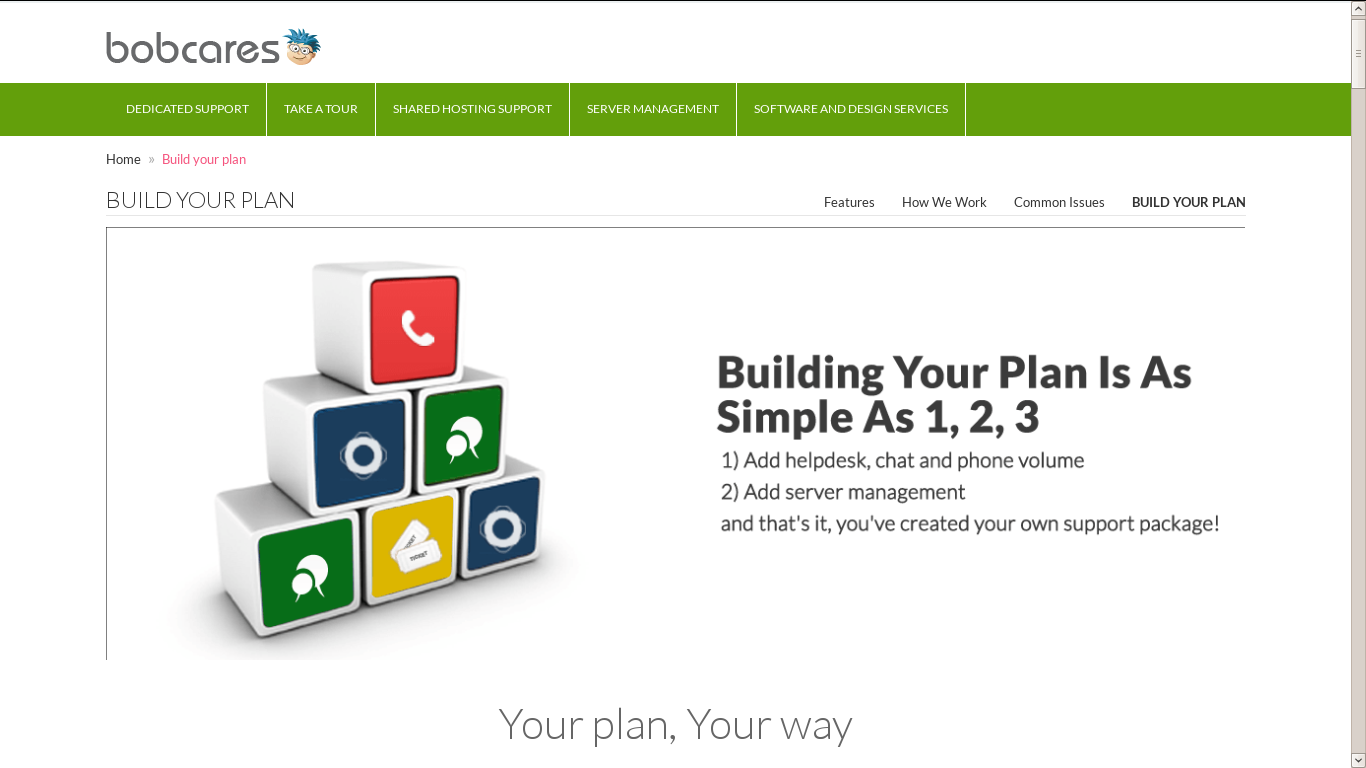 bobcares
DEDICATED SUPPORT
TAKE A TOUR
SHARED HOSTING SUPPORT
SERVER MANAGEMENT
SOFTWARE AND DESIGN SERVICES
Home » Build your plan
BUILD YOUR PLAN
Features
How We Work
Common Issues
BUILD YOUR PLAN
Building Your Plan Is As
Simple As 1, 2, 3
1) Add helpdesk, chat and phone volume
2) Add server management
and that's it, you've created your own support package!
TICKET
Your plan, Your way